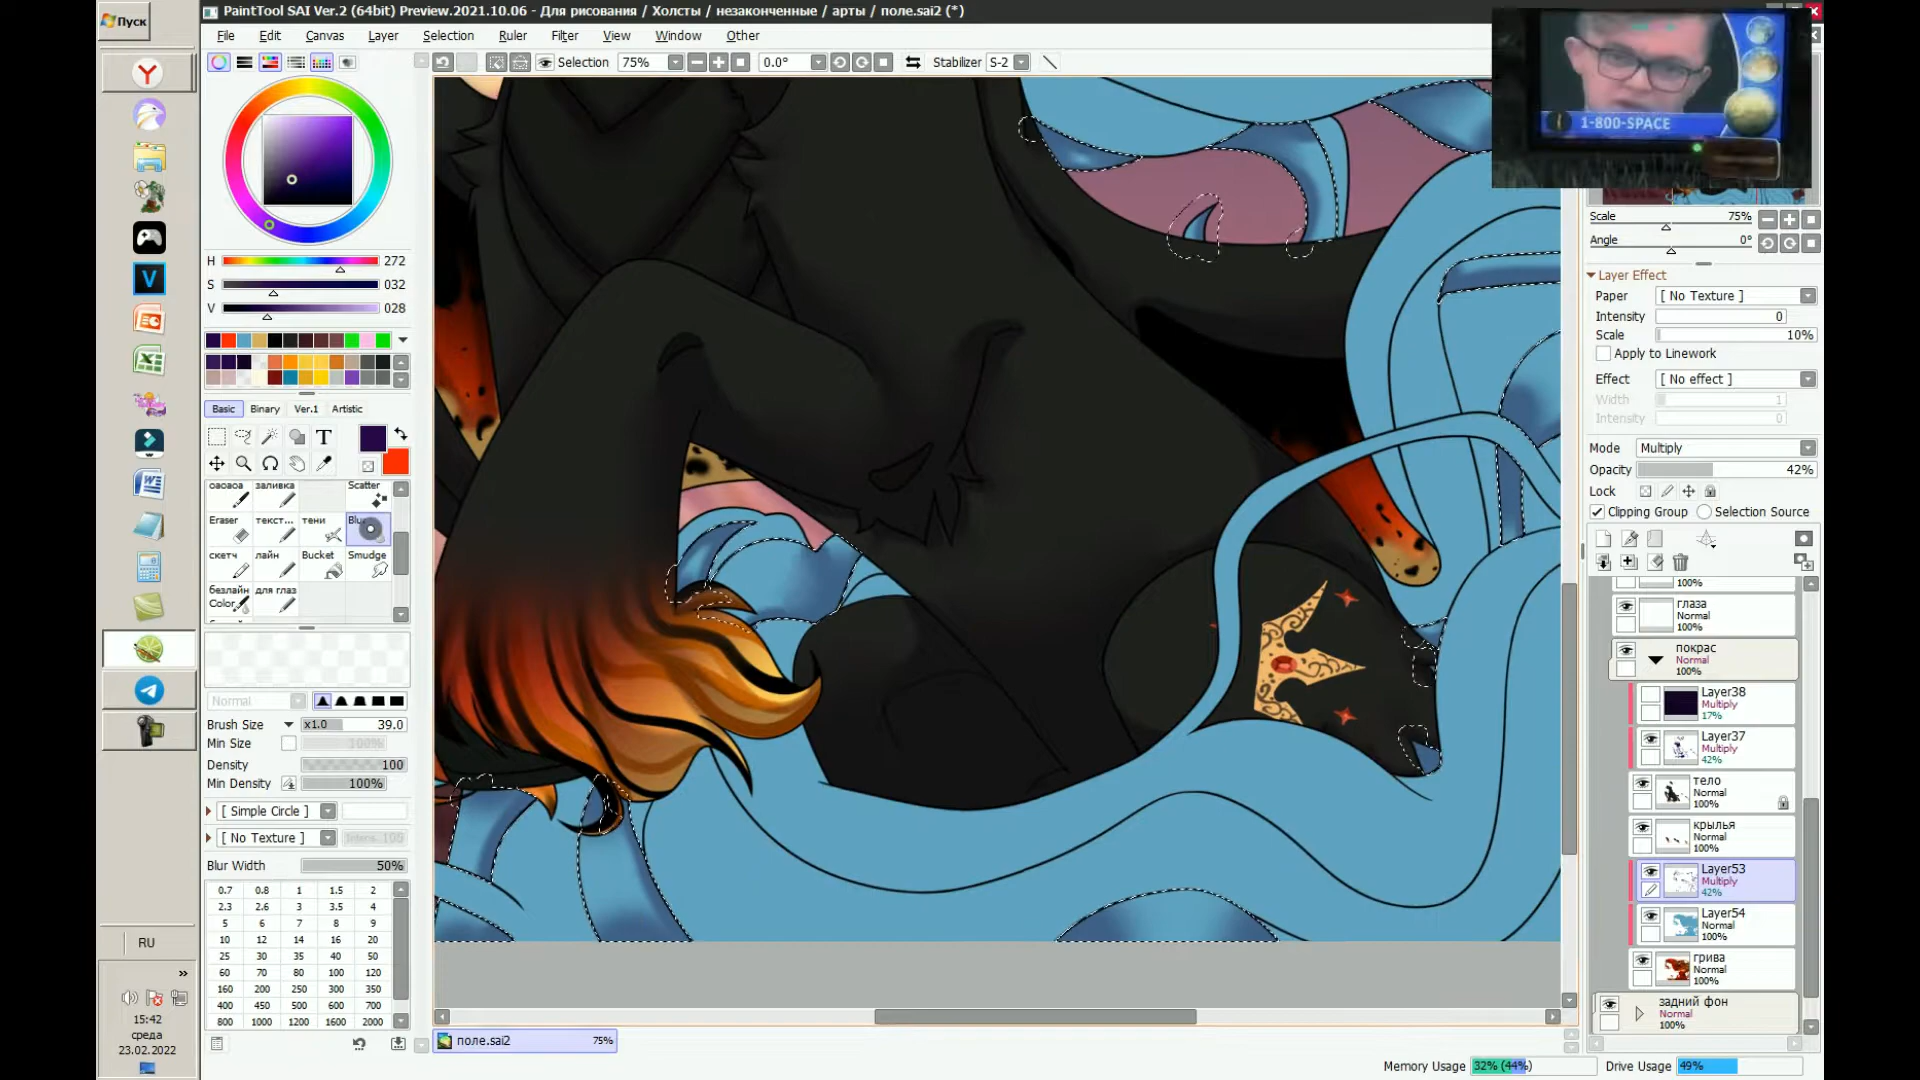 Пуск
PaintTool SAI Ver.2 (64bit) Preview.2021.10.06 - Для рисования / Холсты / незаконченные / арты / поле.sai2 (*)
File Edit Canvas Layer Selection Ruler Filter View Window Other
Selection 75% 0.0° Stabilizer S-2
1-800-SPACE
H 272
S 032
V 028
Basic Binary Ver.1 Artistic
T
оаоаоа заливка Scatter
Eraser текст... тени
скетч лайн Bucket Smudge
безлайн для глаз
Color
Normal
Brush Size x1.0 39.0
Min Size 100%
Density 100
Min Density 100%
[ Simple Circle ]
[ No Texture ]
Blur Width 50%
0.7 0.8 1 1.5 2
2.3 2.6 3 3.5 4
5 6 7 8 9
10 12 14 16 20
25 30 35 40 50
60 70 80 100 120
160 200 250 300 350
400 450 500 600 700
800 1000 1200 1600 2000
RU
15:42
среда
23.02.2022
поле.sai2 75%
Scale 75%
Angle 0°
Layer Effect
Paper [ No Texture ]
Intensity 0
Scale 10%
Apply to Linework
Effect [ No effect ]
Width 1
Intensity 0
Mode Multiply
Opacity 42%
Lock
Clipping Group Selection Source
100%
глаза
Normal
100%
покрас
Normal
100%
Layer38
Multiply
17%
Layer37
Multiply
42%
тело
Normal
100%
крылья
Normal
100%
Layer53
Multiply
42%
Layer54
Normal
100%
грива
Normal
100%
задний фон
Normal
100%
Memory Usage 32% (44%) Drive Usage 49%